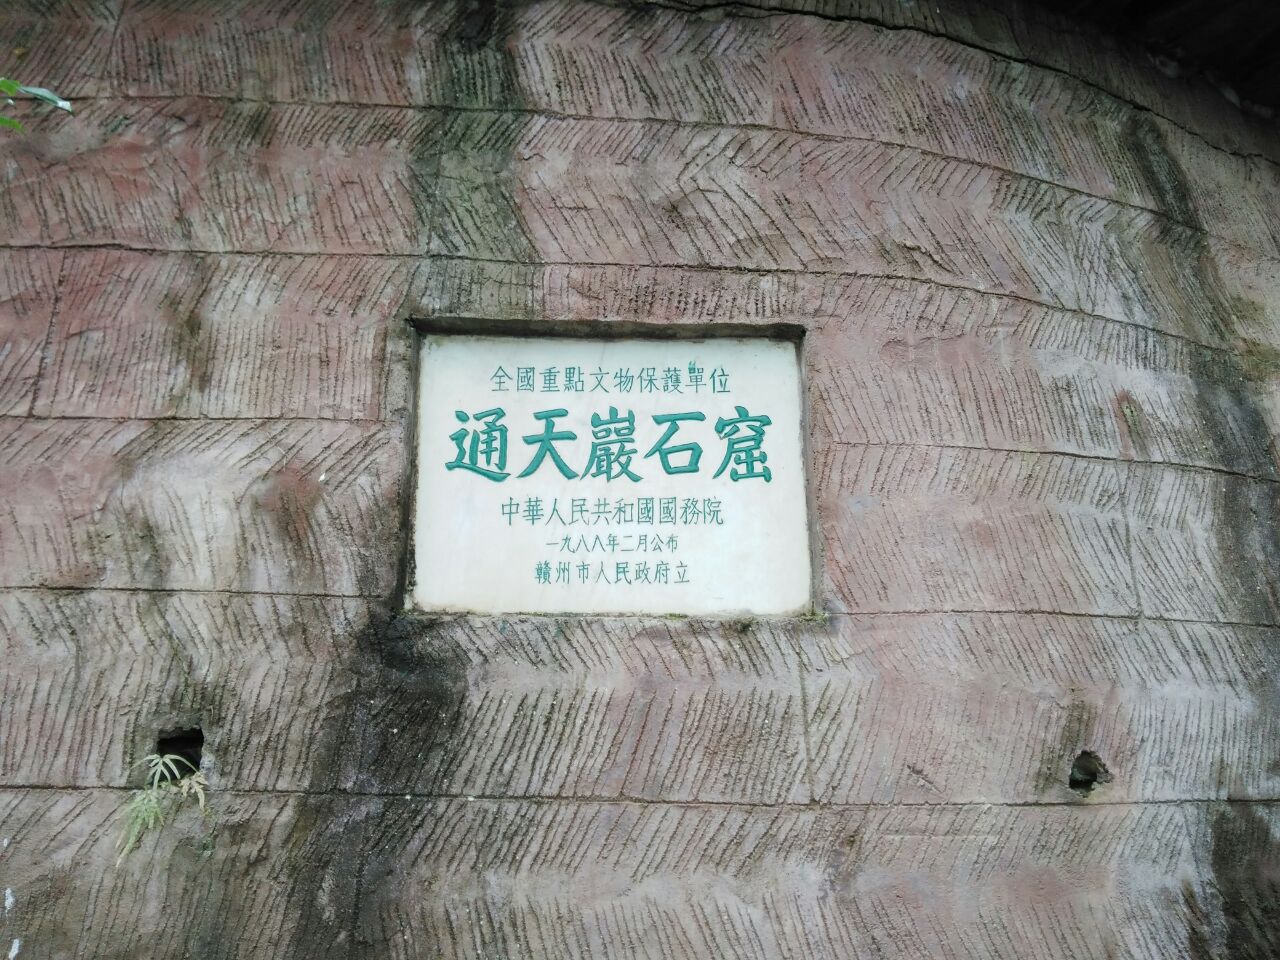 全國重點文物保護單位
通天巖石窟
中華人民共和國國務院
一九八八年二月公布
贛州市人民政府立